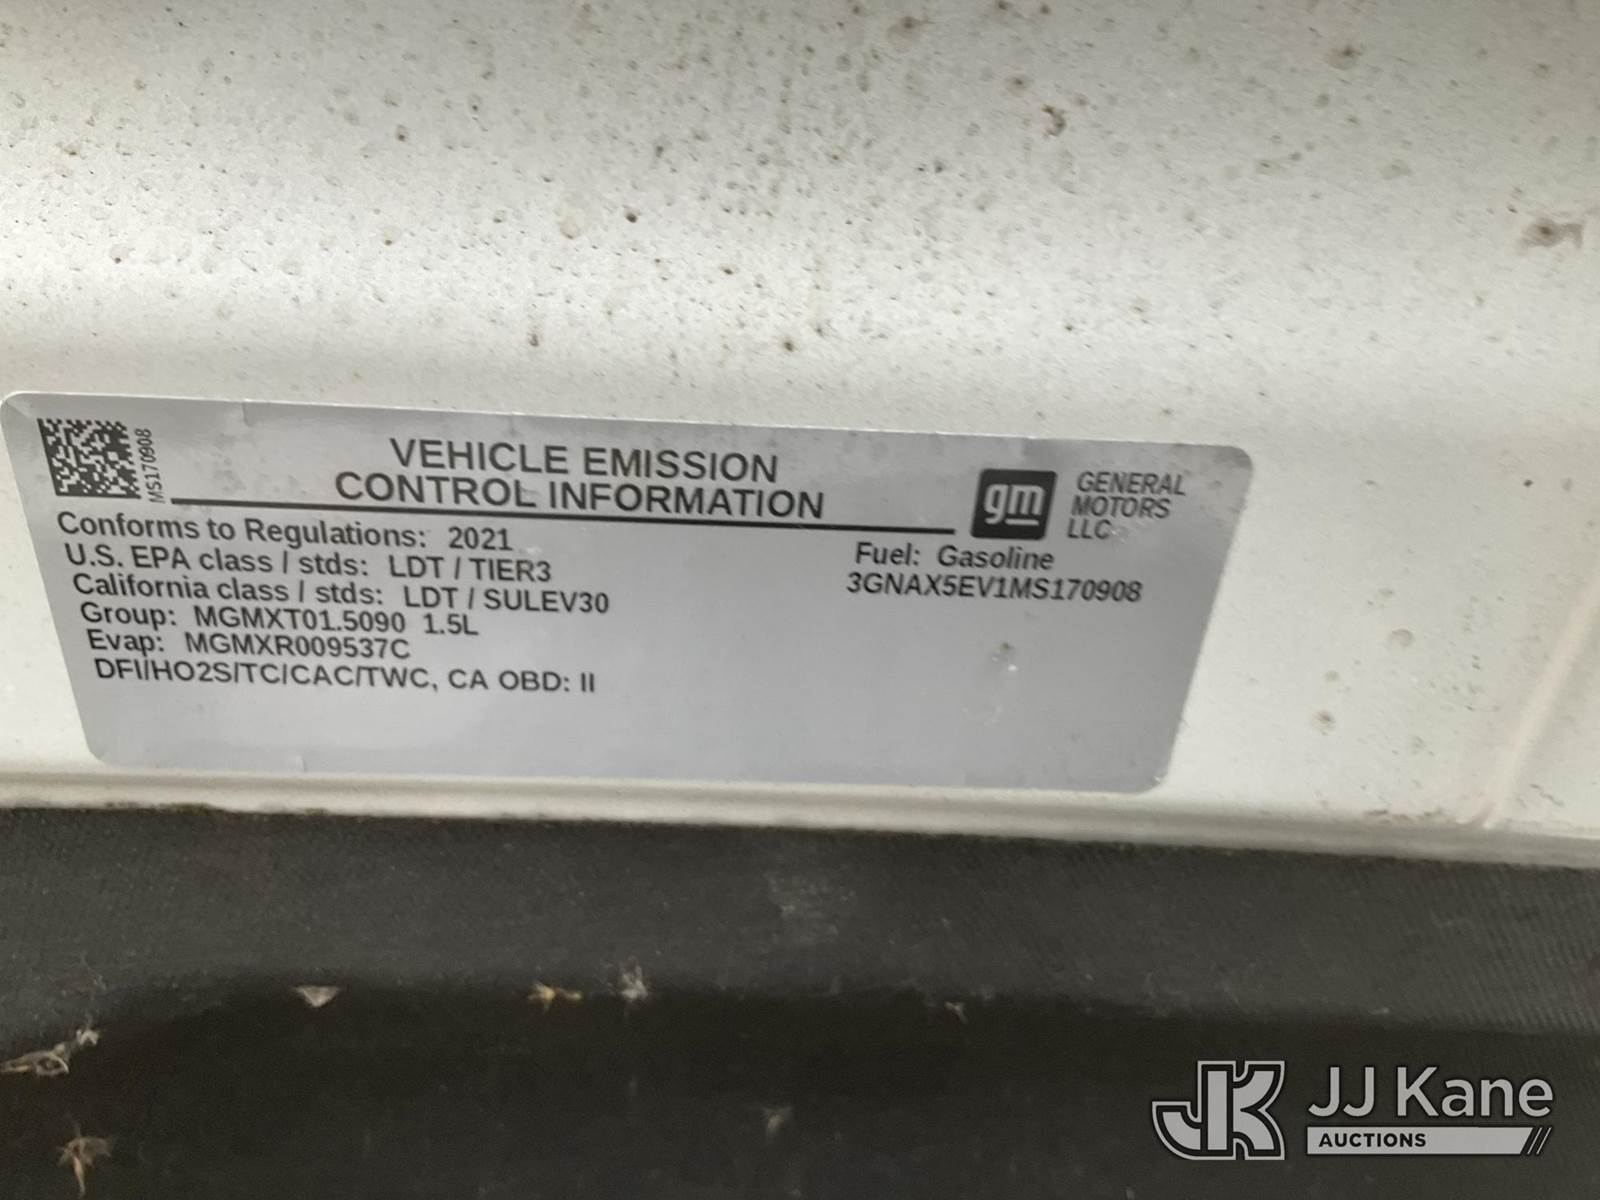 MS170908
VEHICLE EMISSION
CONTROL INFORMATION
gm
GENERAL
MOTORS
LLC
Conforms to Regulations: 2021
U.S. EPA class / stds: LDT / TIER3
California class / stds: LDT / SULEV30
Group: MGMXT01.5090 1.5L
Evap: MGMXR009537C
DFI/HO2S/TC/CAC/TWC, CA OBD: II
Fuel: Gasoline
3GNAX5EV1MS170908
JK JJ Kane
AUCTIONS